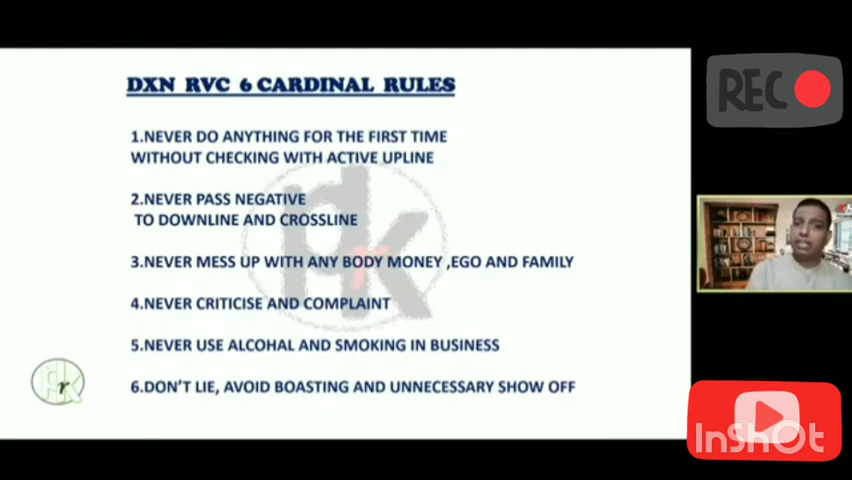 DXN RVC 6 CARDINAL RULES
1.NEVER DO ANYTHING FOR THE FIRST TIME
WITHOUT CHECKING WITH ACTIVE UPLINE
2.NEVER PASS NEGATIVE
TO DOWNLINE AND CROSSLINE
3.NEVER MESS UP WITH ANY BODY MONEY ,EGO AND FAMILY
4.NEVER CRITICISE AND COMPLAINT
5.NEVER USE ALCOHAL AND SMOKING IN BUSINESS
6.DON'T LIE, AVOID BOASTING AND UNNECESSARY SHOW OFF
REC
InShOt